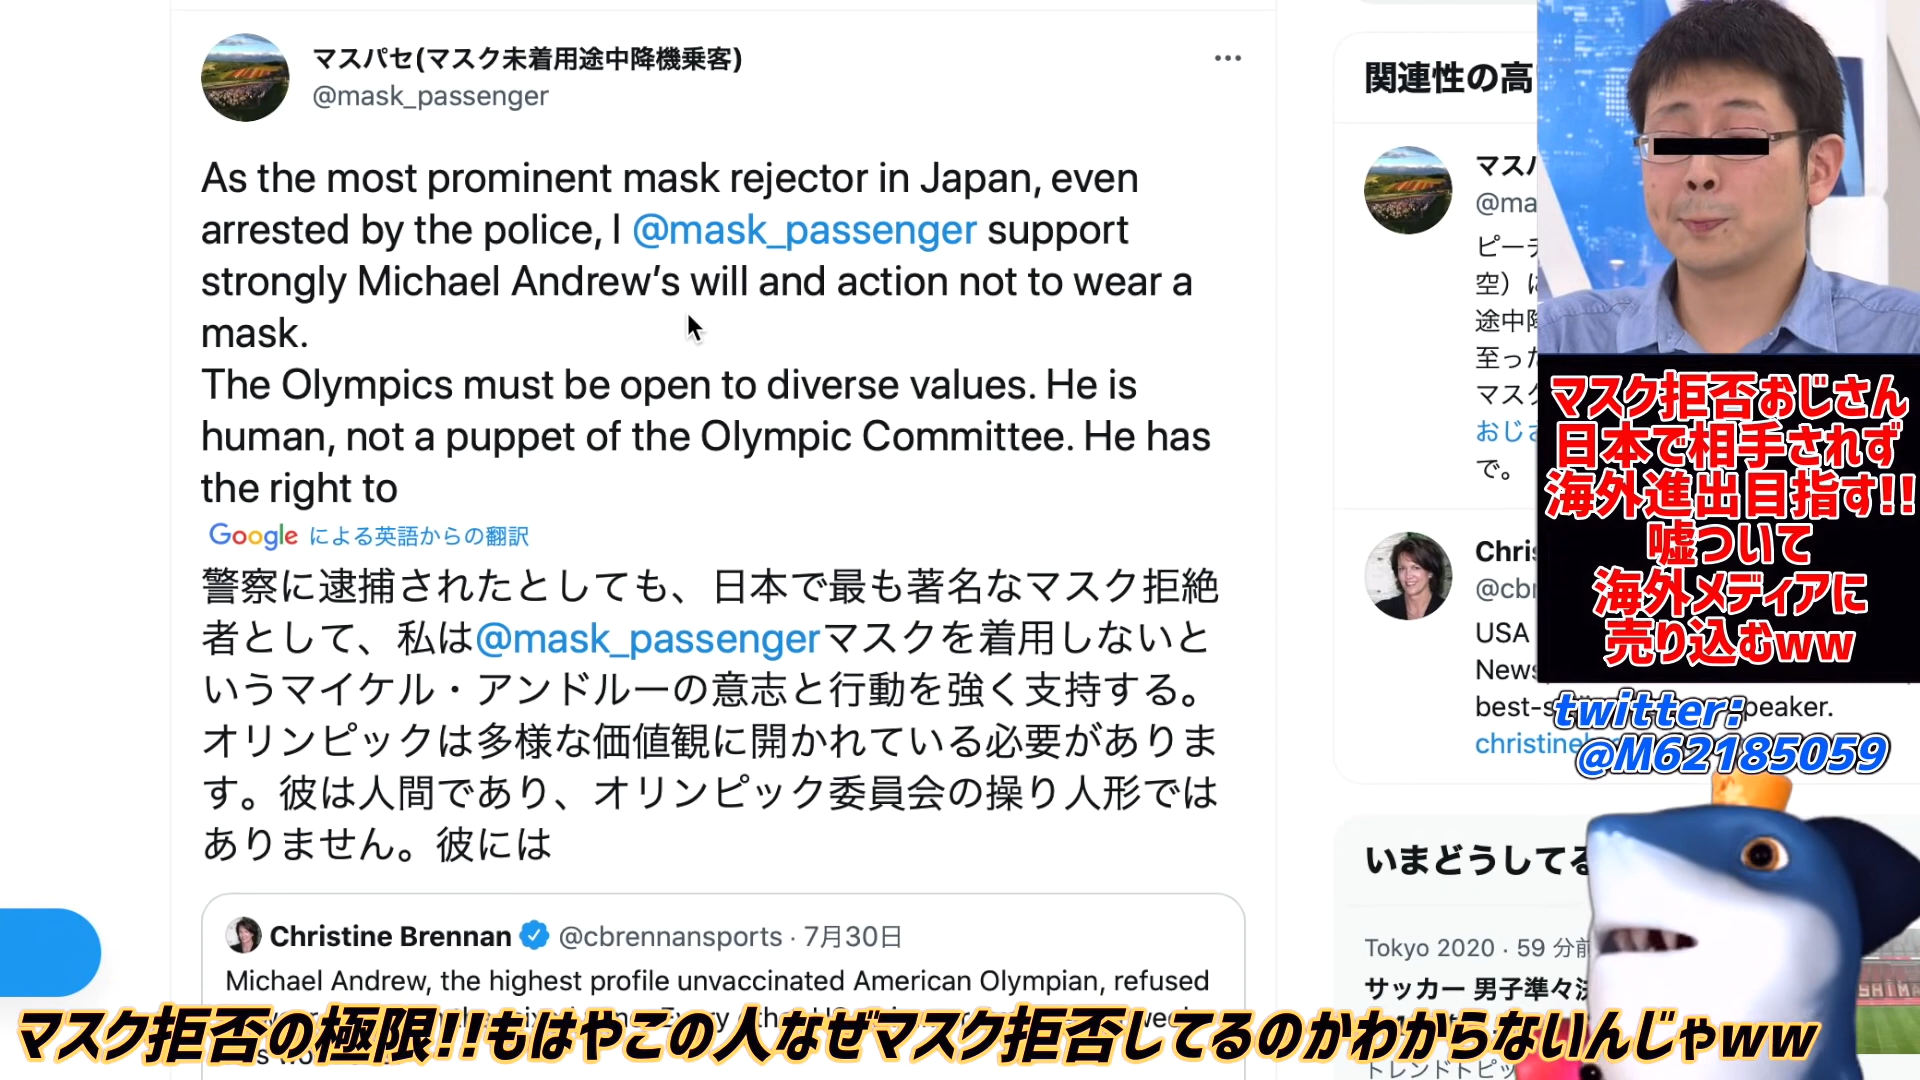 マスパセ(マスク未着用途中降機乗客)
@mask_passenger
As the most prominent mask rejector in Japan, even
arrested by the police, I @mask_passenger support
strongly Michael Andrew’s will and action not to wear a
mask.
The Olympics must be open to diverse values. He is
human, not a puppet of the Olympic Committee. He has
the right to
Google による英語からの翻訳
警察に逮捕されたとしても、日本で最も著名なマスク拒絶
者として、私は@mask_passengerマスクを着用しないと
いうマイケル・アンドルーの意志と行動を強く支持する。
オリンピックは多様な価値観に開かれている必要がありま
す。彼は人間であり、オリンピック委員会の操り人形では
ありません。彼には
Christine Brennan @cbrennansports · 7月30日
Michael Andrew, the highest profile unvaccinated American Olympian, refused
関連性の高
マスパ
@ma
ピーチ
空）に
途中降
至った
マスク
おじさ
で。
Chris
@cbr
USA
News
best-s peaker.
christineb
いまどうしてる
Tokyo 2020 · 59 分前
サッカー 男子準々決
トレンドトピッ
マスク拒否おじさん
日本で相手されず
海外進出目指す!!
嘘ついて
海外メディアに
売り込むww
twitter:
@M62185059
マスク拒否の極限!!もはやこの人なぜマスク拒否してるのかわからないんじゃww